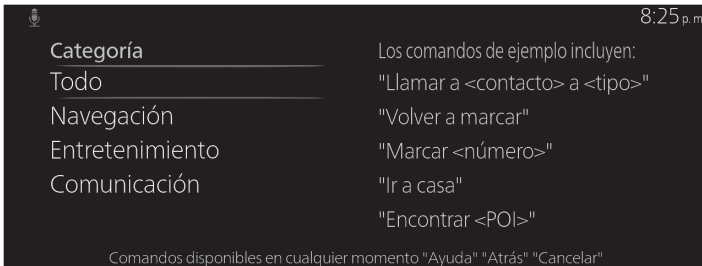 8:25 p. m
Categoría
Todo
Navegación
Entretenimiento
Comunicación
Los comandos de ejemplo incluyen:
"Llamar a <contacto> a <tipo>"
"Volver a marcar"
"Marcar <número>"
"Ir a casa"
"Encontrar <POI>"
Comandos disponibles en cualquier momento "Ayuda" "Atrás" "Cancelar"